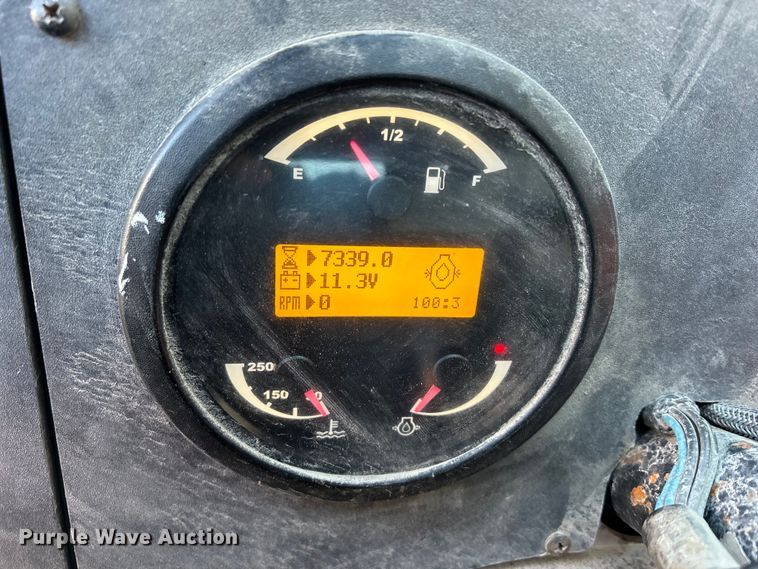 1/2
E F
7339.0
11.3V
RPM 0 100:3
250
150
Purple Wave Auction®